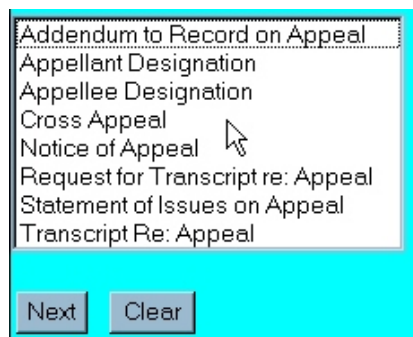 Addendum to Record on Appeal
Appellant Designation
Appellee Designation
Cross Appeal
Notice of Appeal
Request for Transcript re: Appeal
Statement of Issues on Appeal
Transcript Re: Appeal
Next Clear